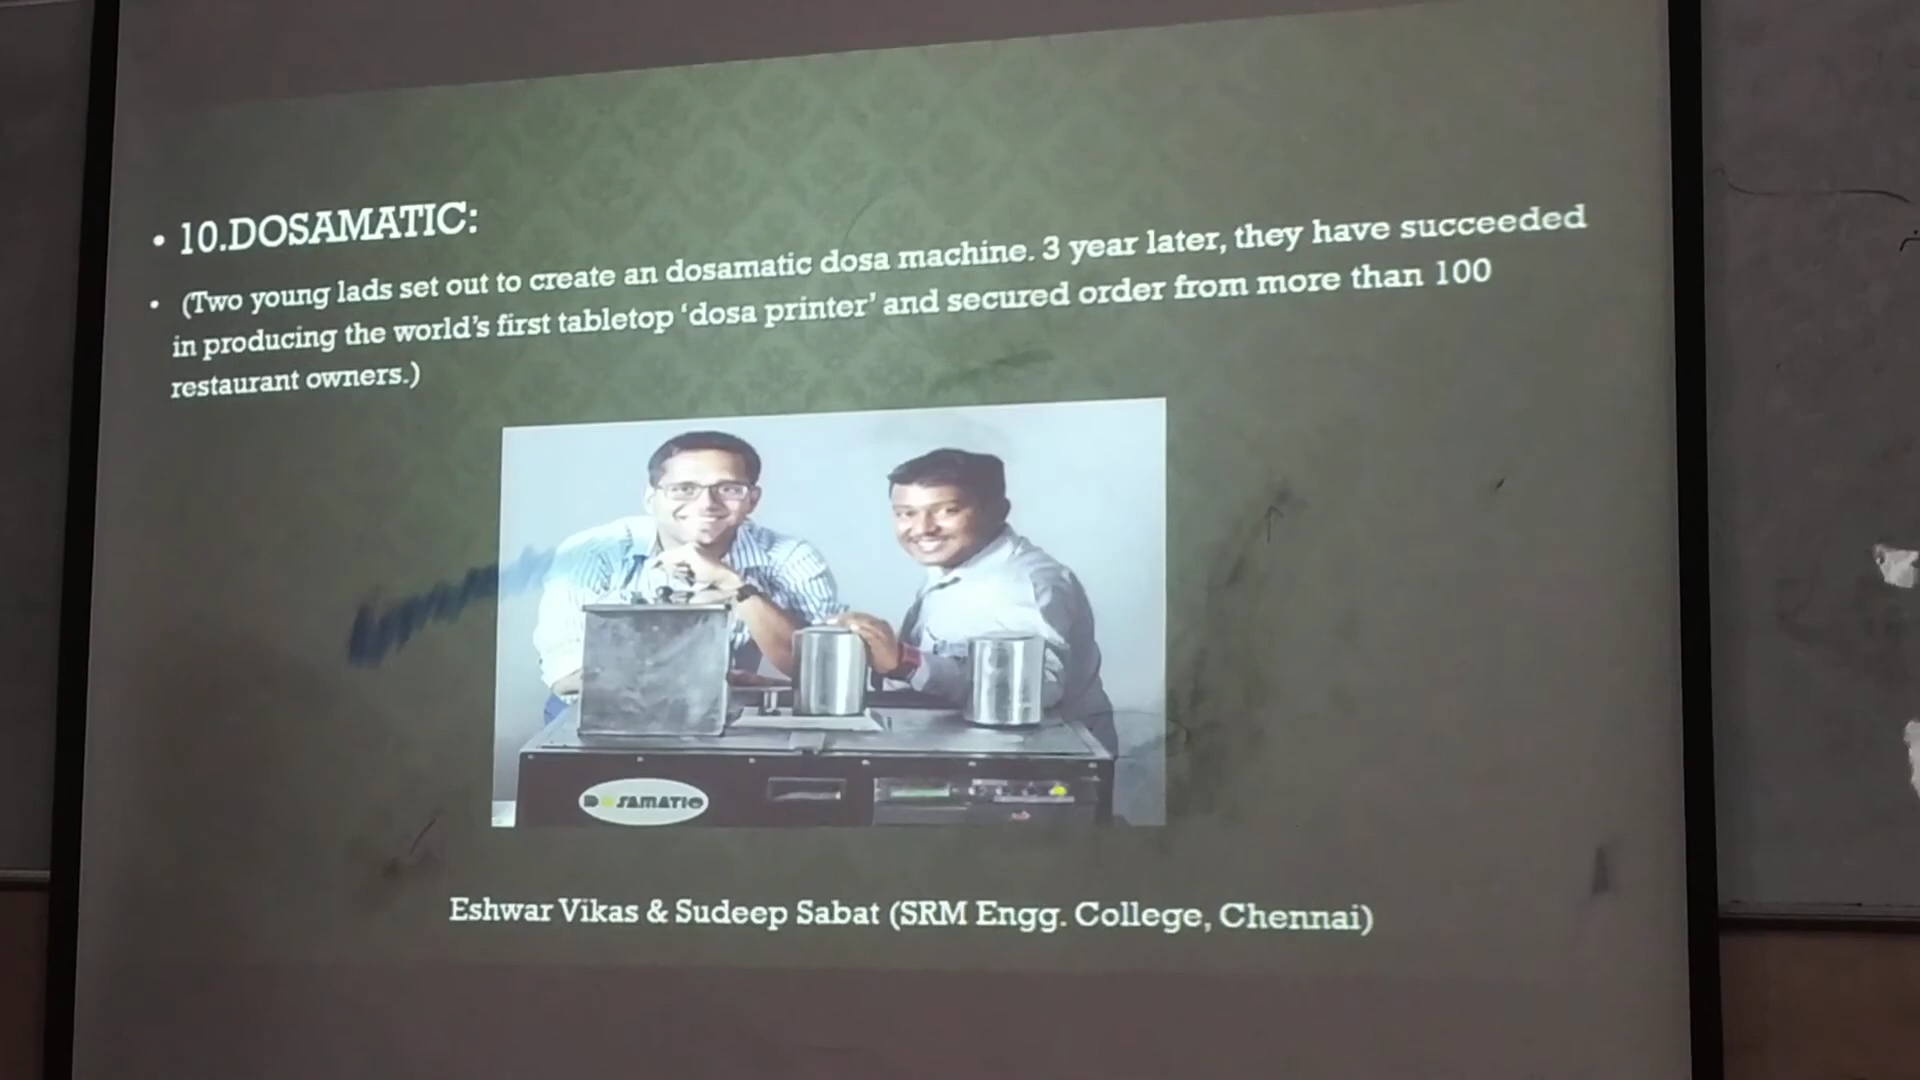 • 10.DOSAMATIC:
• (Two young lads set out to create an dosamatic dosa machine. 3 year later, they have succeeded
in producing the world's first tabletop 'dosa printer' and secured order from more than 100
restaurant owners.)
DOSAMATIC
Eshwar Vikas & Sudeep Sabat (SRM Engg. College, Chennai)